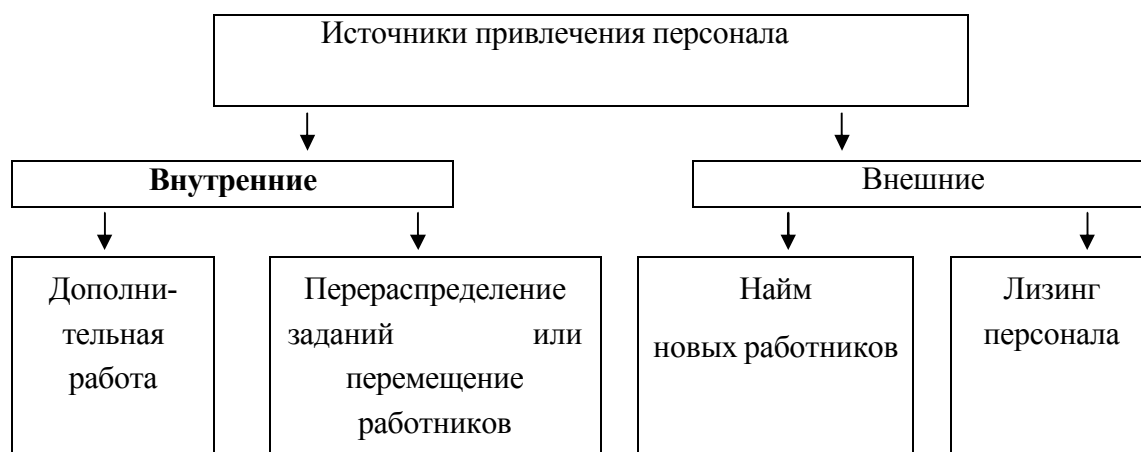 Источники привлечения персонала
Внутренние
Внешние
Дополни-
тельная
работа
Перераспределение
заданий или
перемещение
работников
Найм
новых работников
Лизинг
персонала